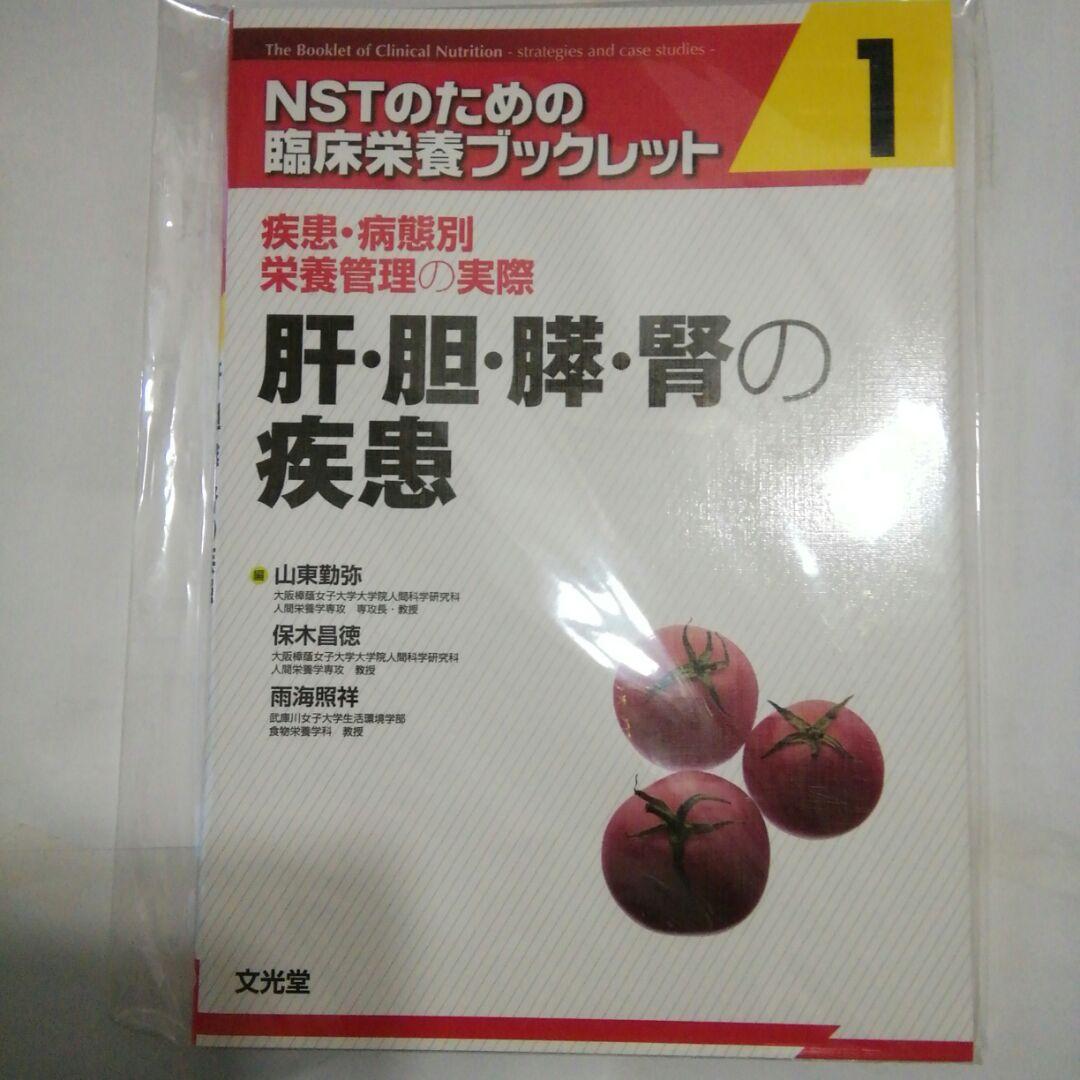 The Booklet of Clinical Nutrition - strategies and case studies -
1
NSTのための
臨床栄養ブックレット
疾患・病態別
栄養管理の実際
肝・胆・膵・腎の
疾患
編 山東勤弥
大阪樟蔭女子大学大学院人間科学研究科
人間栄養学専攻 専攻長・教授
保木昌徳
大阪樟蔭女子大学大学院人間科学研究科
人間栄養学専攻 教授
雨海照祥
武庫川女子大学生活環境学部
食物栄養学科 教授
文光堂